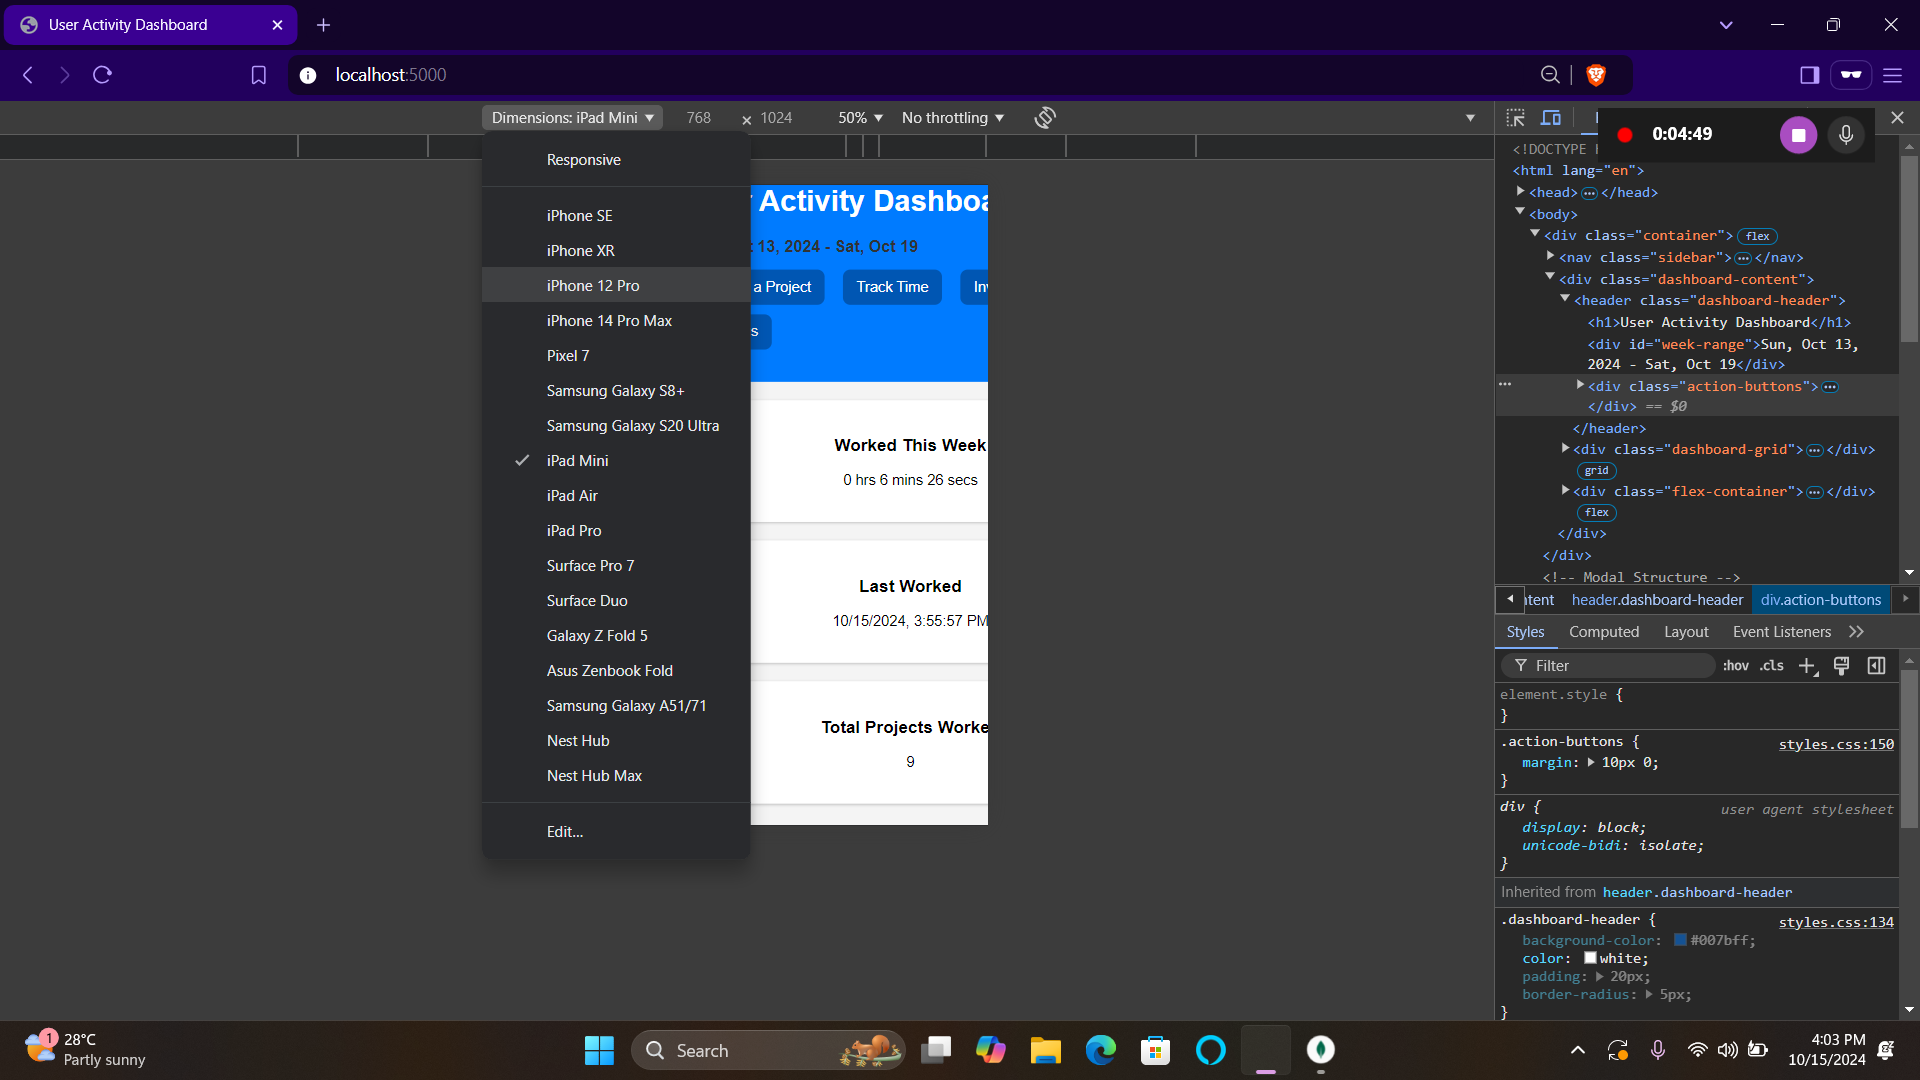 User Activity Dashboard
localhost:5000
Dimensions: iPad Mini 768 × 1024 50% No throttling
0:04:49
Responsive
iPhone SE
iPhone XR
iPhone 12 Pro
iPhone 14 Pro Max
Pixel 7
Samsung Galaxy S8+
Samsung Galaxy S20 Ultra
iPad Mini
iPad Air
iPad Pro
Surface Pro 7
Surface Duo
Galaxy Z Fold 5
Asus Zenbook Fold
Samsung Galaxy A51/71
Nest Hub
Nest Hub Max
Edit...
Activity Dashboa
13, 2024 - Sat, Oct 19
a Project Track Time In
s
Worked This Week
0 hrs 6 mins 26 secs
Last Worked
10/15/2024, 3:55:57 PM
Total Projects Worke
9
<!DOCTYPE
<html lang="en">
<head> … </head>
<body>
<div class="container"> flex
<nav class="sidebar"> … </nav>
<div class="dashboard-content">
<header class="dashboard-header">
<h1>User Activity Dashboard</h1>
<div id="week-range">Sun, Oct 13,
2024 - Sat, Oct 19</div>
<div class="action-buttons"> …
</div> == $0
</header>
<div class="dashboard-grid"> … </div>
grid
<div class="flex-container"> … </div>
flex
</div>
</div>
<!-- Modal Structure -->
ntent header.dashboard-header div.action-buttons
Styles Computed Layout Event Listeners
Filter :hov .cls
element.style {
}
.action-buttons { styles.css:150
margin: 10px 0;
}
div { user agent stylesheet
display: block;
unicode-bidi: isolate;
}
Inherited from header.dashboard-header
.dashboard-header { styles.css:134
background-color: #007bff;
color: white;
padding: 20px;
border-radius: 5px;
}
1
28°C
Partly sunny
Search
4:03 PM
10/15/2024